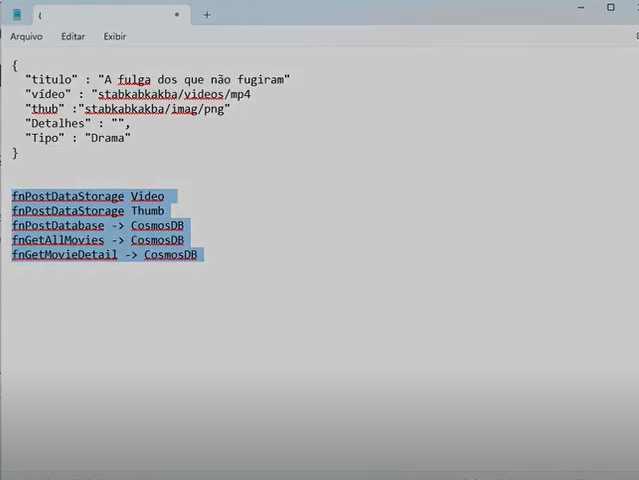 {
Arquivo Editar Exibir
{
"titulo" : "A fulga dos que não fugiram"
"vídeo" : "stabkabkakba/videos/mp4
"thub" :"stabkabkakba/imag/png"
"Detalhes" : "",
"Tipo" : "Drama"
}
fnPostDataStorage Video
fnPostDataStorage Thumb
fnPostDatabase -> CosmosDB
fnGetAllMovies -> CosmosDB
fnGetMovieDetail -> CosmosDB